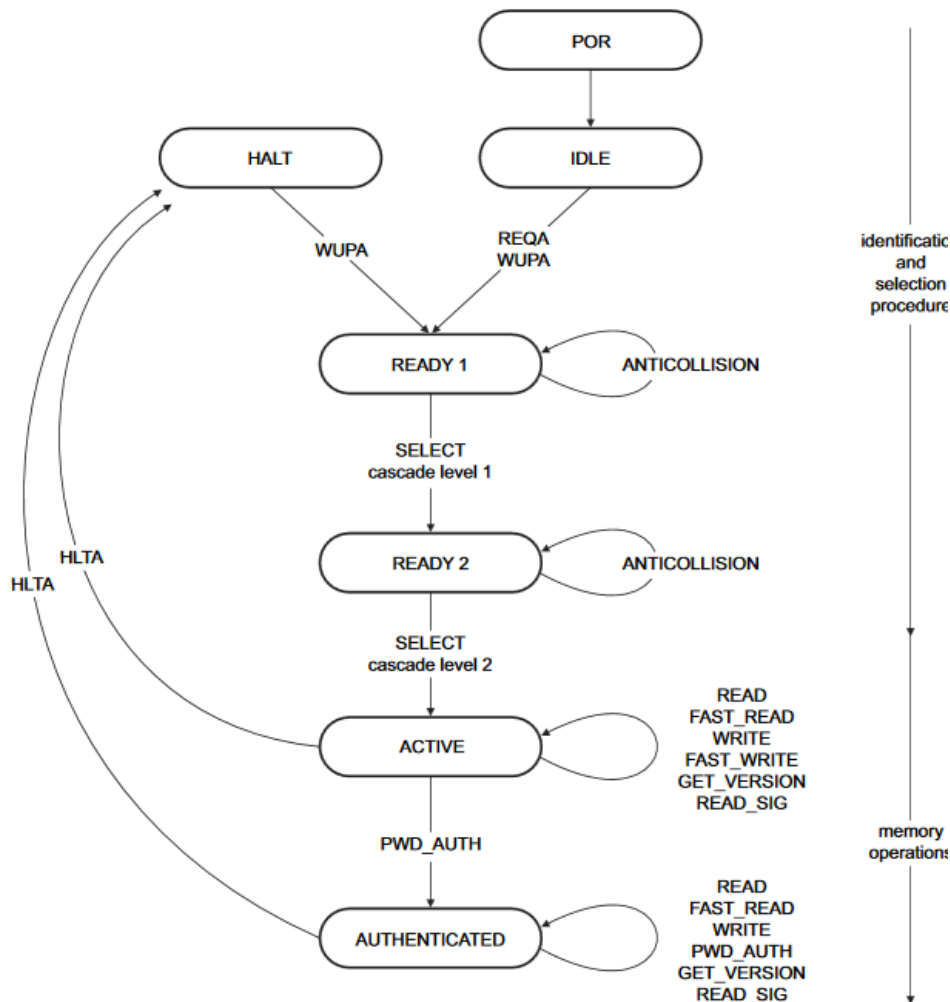 POR
HALT
IDLE
WUPA
REQA
WUPA
identificatio
and
selection
procedure
READY 1
ANTICOLLISION
SELECT
cascade level 1
HLTA
HLTA
READY 2
ANTICOLLISION
SELECT
cascade level 2
READ
FAST_READ
WRITE
FAST_WRITE
GET_VERSION
READ_SIG
ACTIVE
PWD_AUTH
memory
operations
READ
FAST_READ
WRITE
PWD_AUTH
GET_VERSION
READ_SIG
AUTHENTICATED